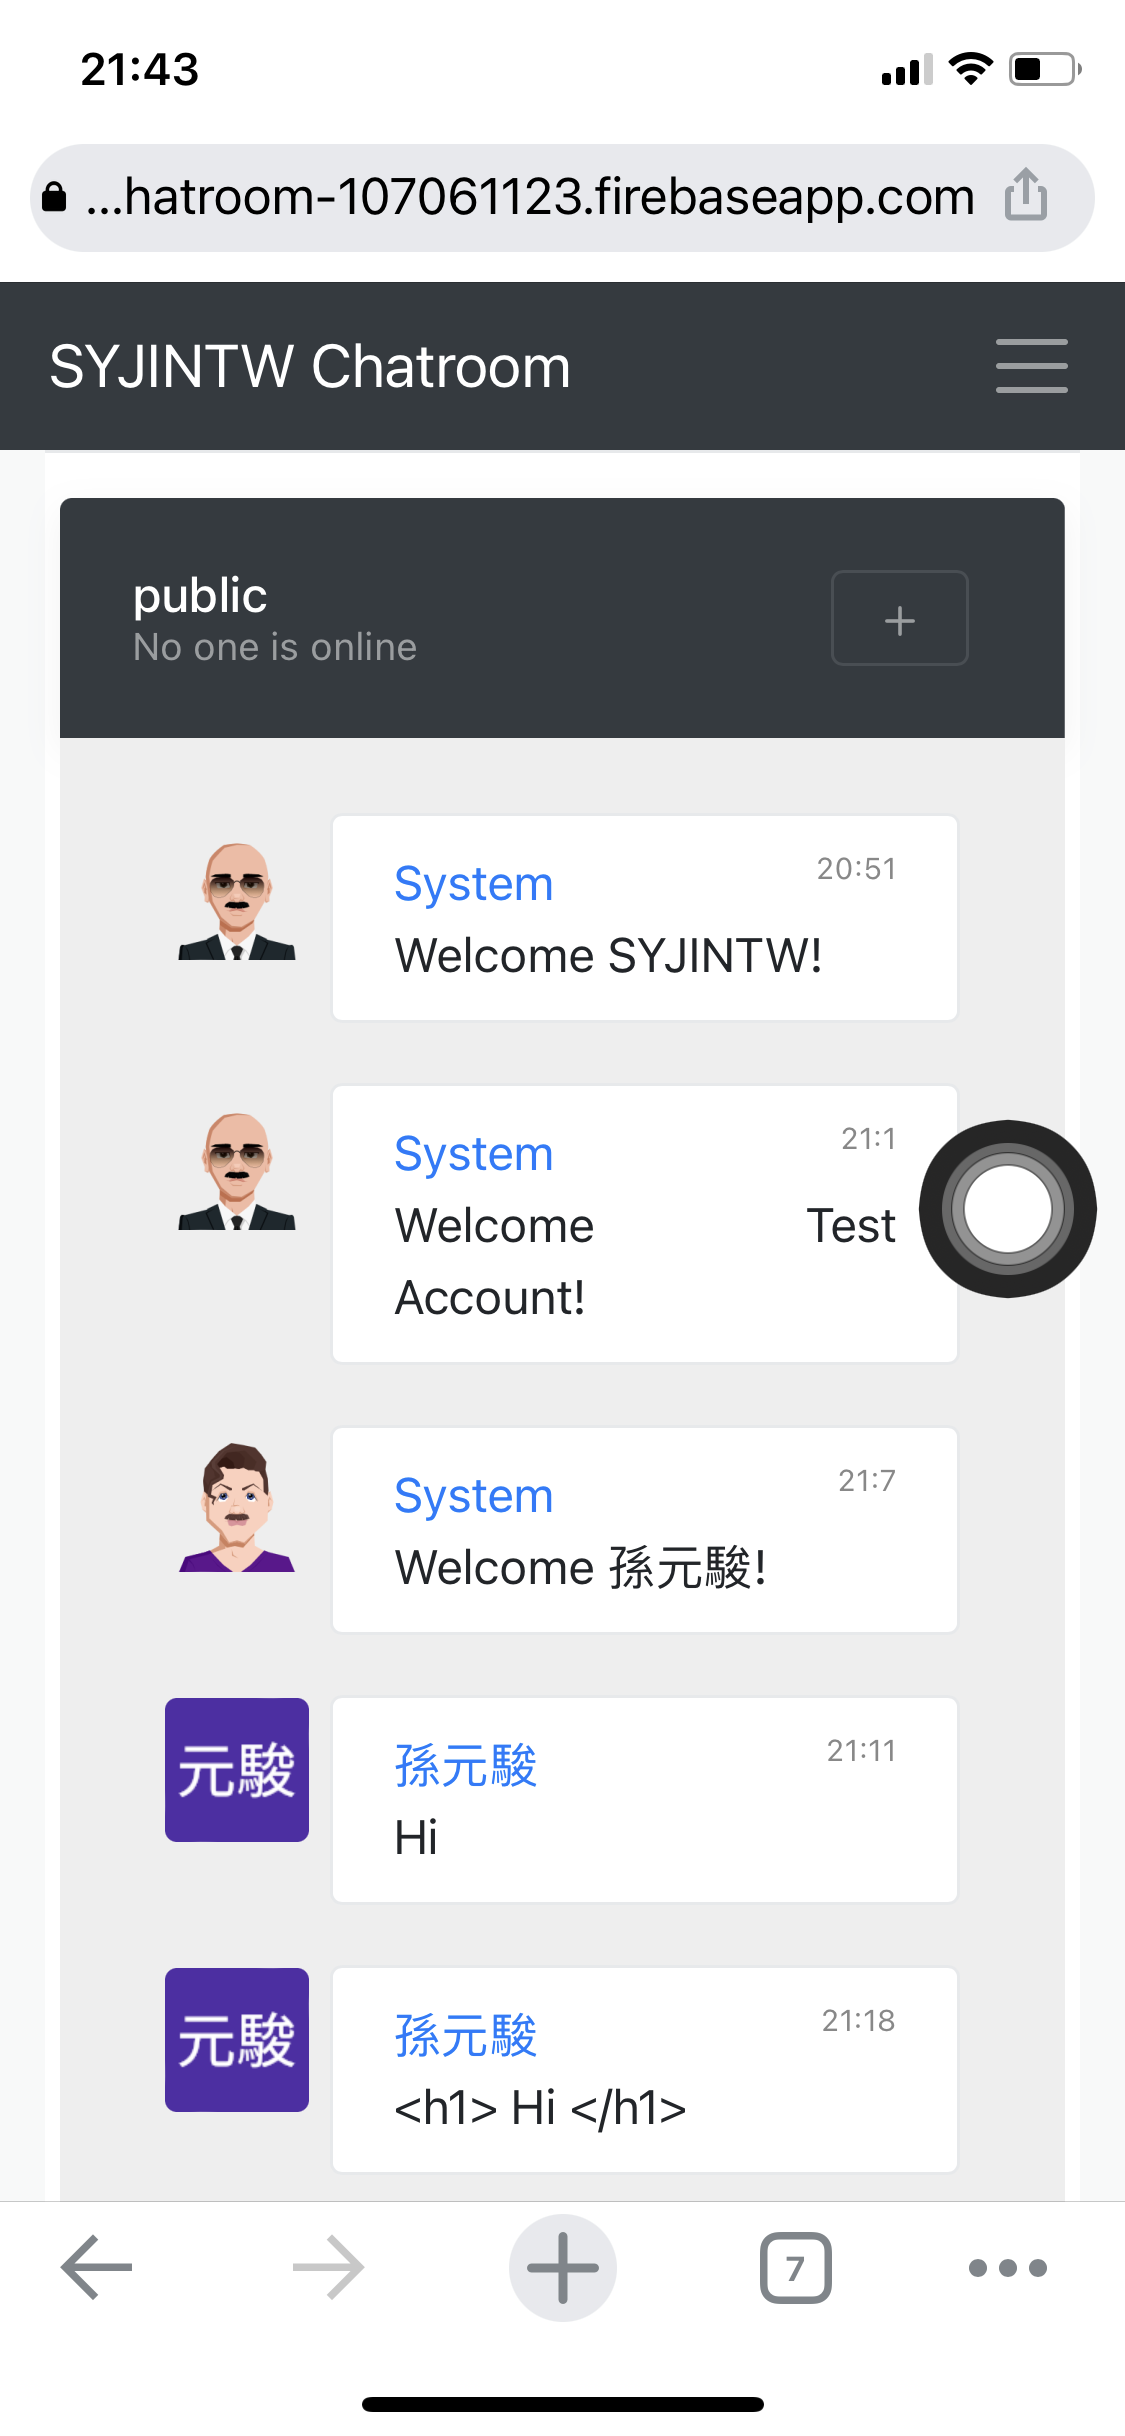 21:43
...hatroom-107061123.firebaseapp.com
SYJINTW Chatroom
public
No one is online
+
System 20:51
Welcome SYJINTW!
System 21:1
Welcome Test
Account!
System 21:7
Welcome 孫元駿!
元駿
孫元駿 21:11
Hi
元駿
孫元駿 21:18
<h1> Hi </h1>
7